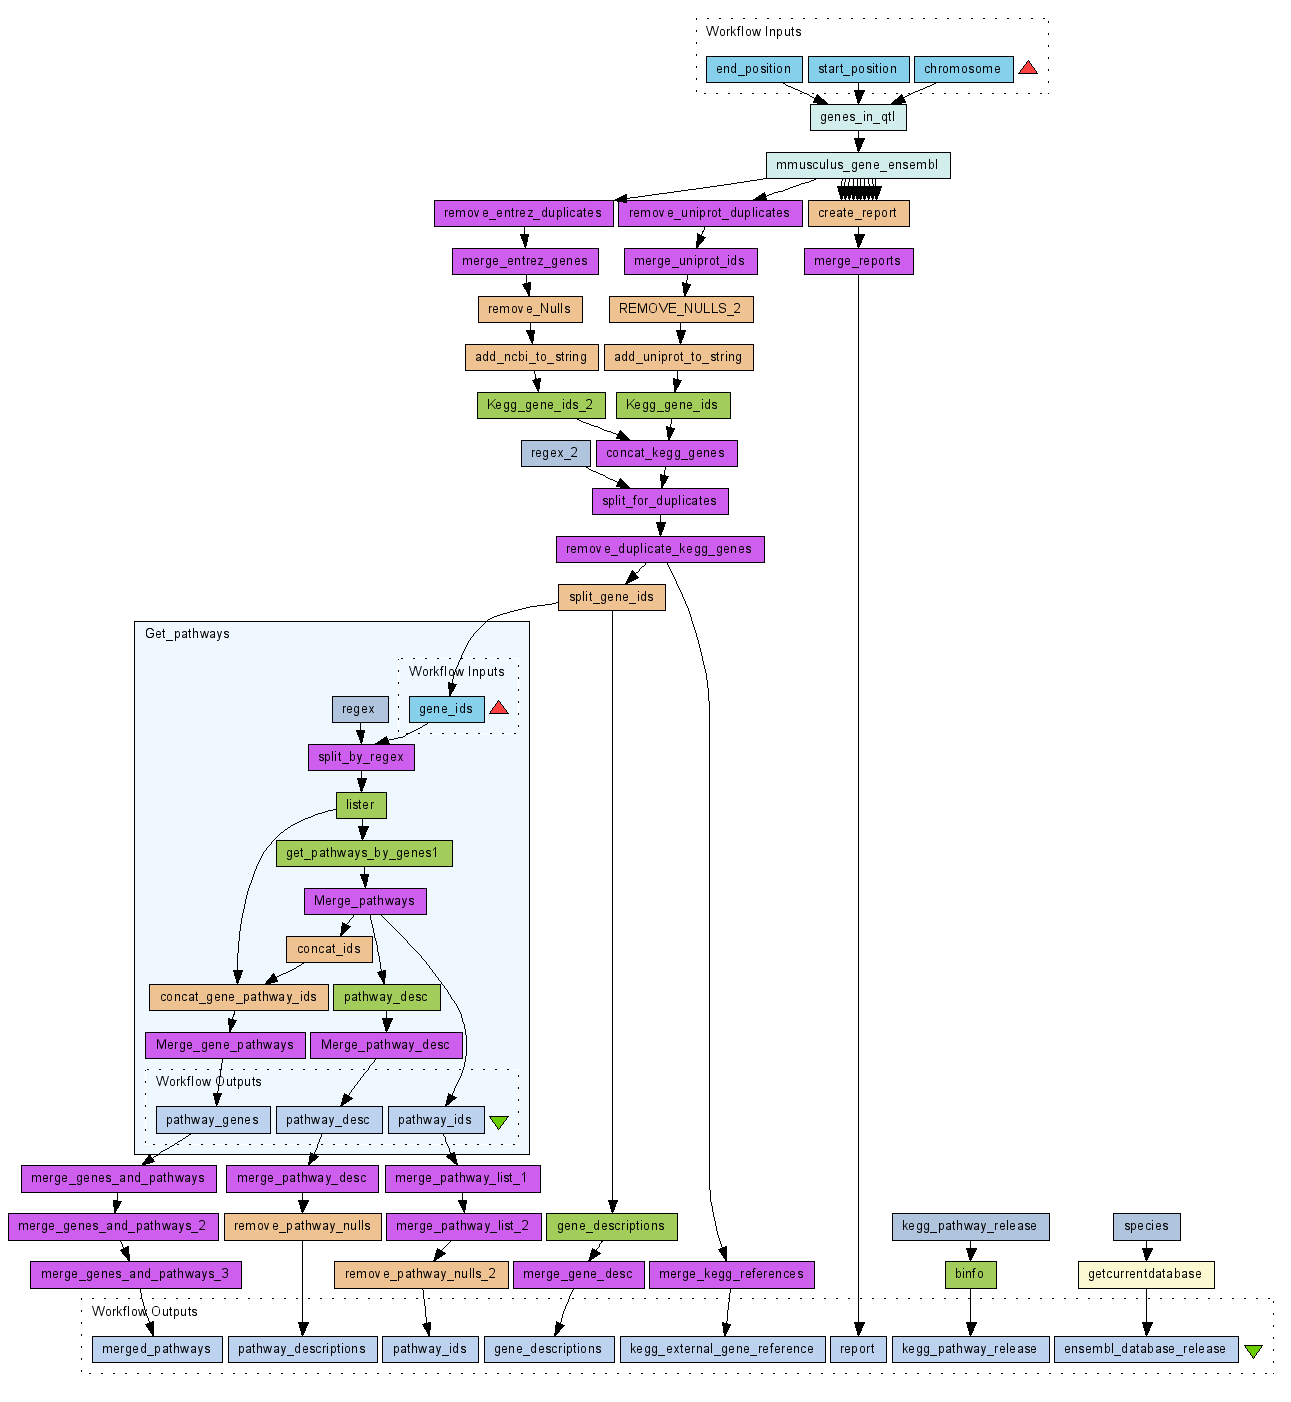 Workflow Inputs
end_position
start_position
chromosome
genes_in_qtl
mmusculus_gene_ensembl
remove_entrez_duplicates
remove_uniprot_duplicates
create_report
merge_entrez_genes
merge_uniprot_ids
merge_reports
remove_Nulls
REMOVE_NULLS_2
add_ncbi_to_string
add_uniprot_to_string
Kegg_gene_ids_2
Kegg_gene_ids
regex_2
concat_kegg_genes
split_for_duplicates
remove_duplicate_kegg_genes
split_gene_ids
Get_pathways
Workflow Inputs
regex
gene_ids
split_by_regex
lister
get_pathways_by_genes1
Merge_pathways
concat_ids
concat_gene_pathway_ids
pathway_desc
Merge_gene_pathways
Merge_pathway_desc
Workflow Outputs
pathway_genes
pathway_desc
pathway_ids
merge_genes_and_pathways
merge_pathway_desc
merge_pathway_list_1
merge_genes_and_pathways_2
remove_pathway_nulls
merge_pathway_list_2
gene_descriptions
kegg_pathway_release
species
merge_genes_and_pathways_3
remove_pathway_nulls_2
merge_gene_desc
merge_kegg_references
binfo
getcurrentdatabase
Workflow Outputs
merged_pathways
pathway_descriptions
pathway_ids
gene_descriptions
kegg_external_gene_reference
report
kegg_pathway_release
ensembl_database_release